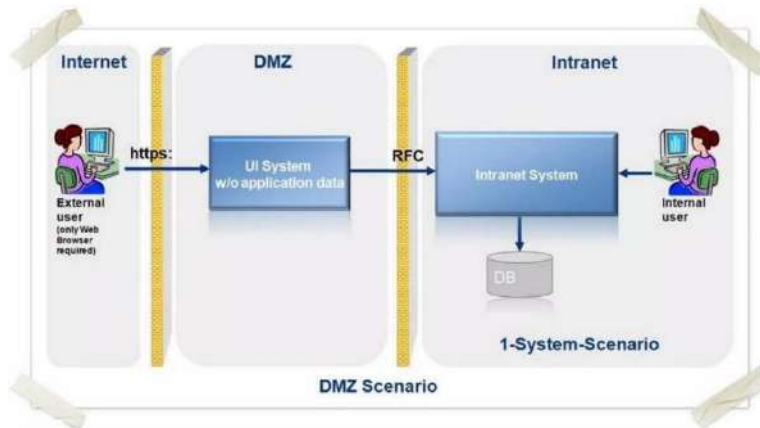 Internet
DMZ
Intranet
https:
UI System
w/o application data
RFC
Intranet System
External
user
(only Web
Browser
required)
Internal
user
DB
1-System-Scenario
DMZ Scenario